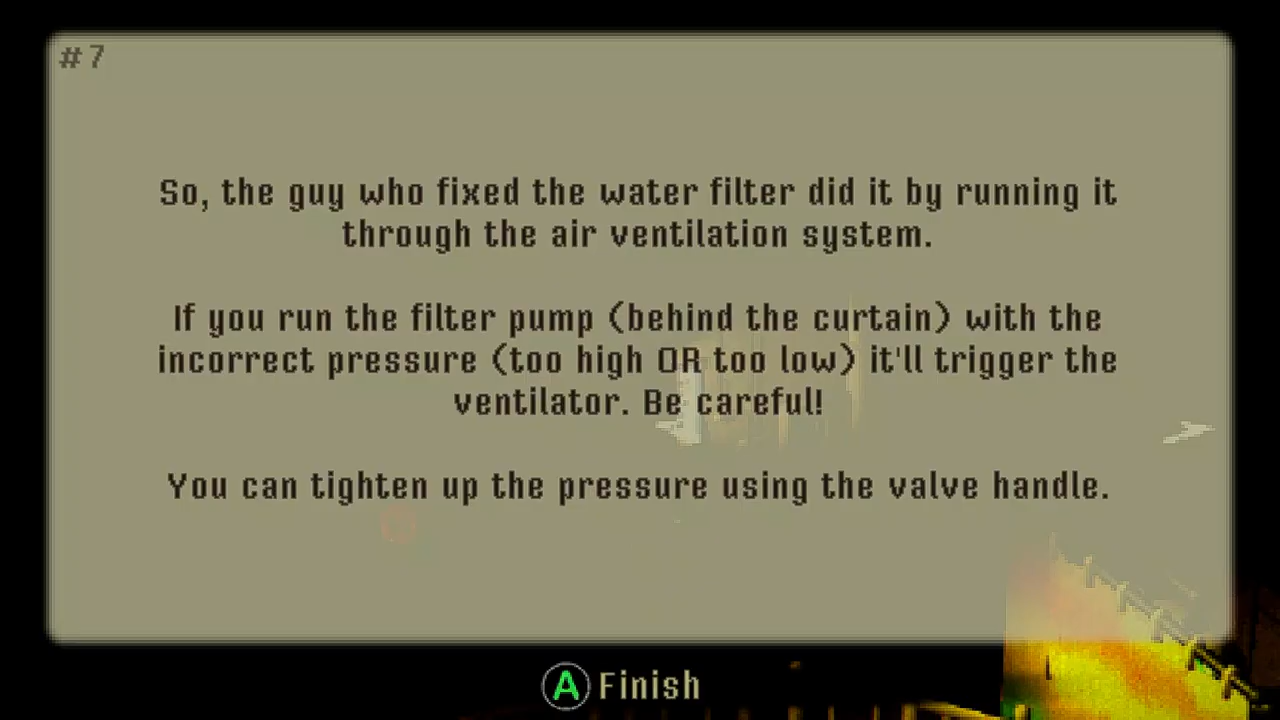 #7
So, the guy who fixed the water filter did it by running it
through the air ventilation system.
If you run the filter pump (behind the curtain) with the
incorrect pressure (too high OR too low) it'll trigger the
ventilator. Be careful!
You can tighten up the pressure using the valve handle.
A Finish